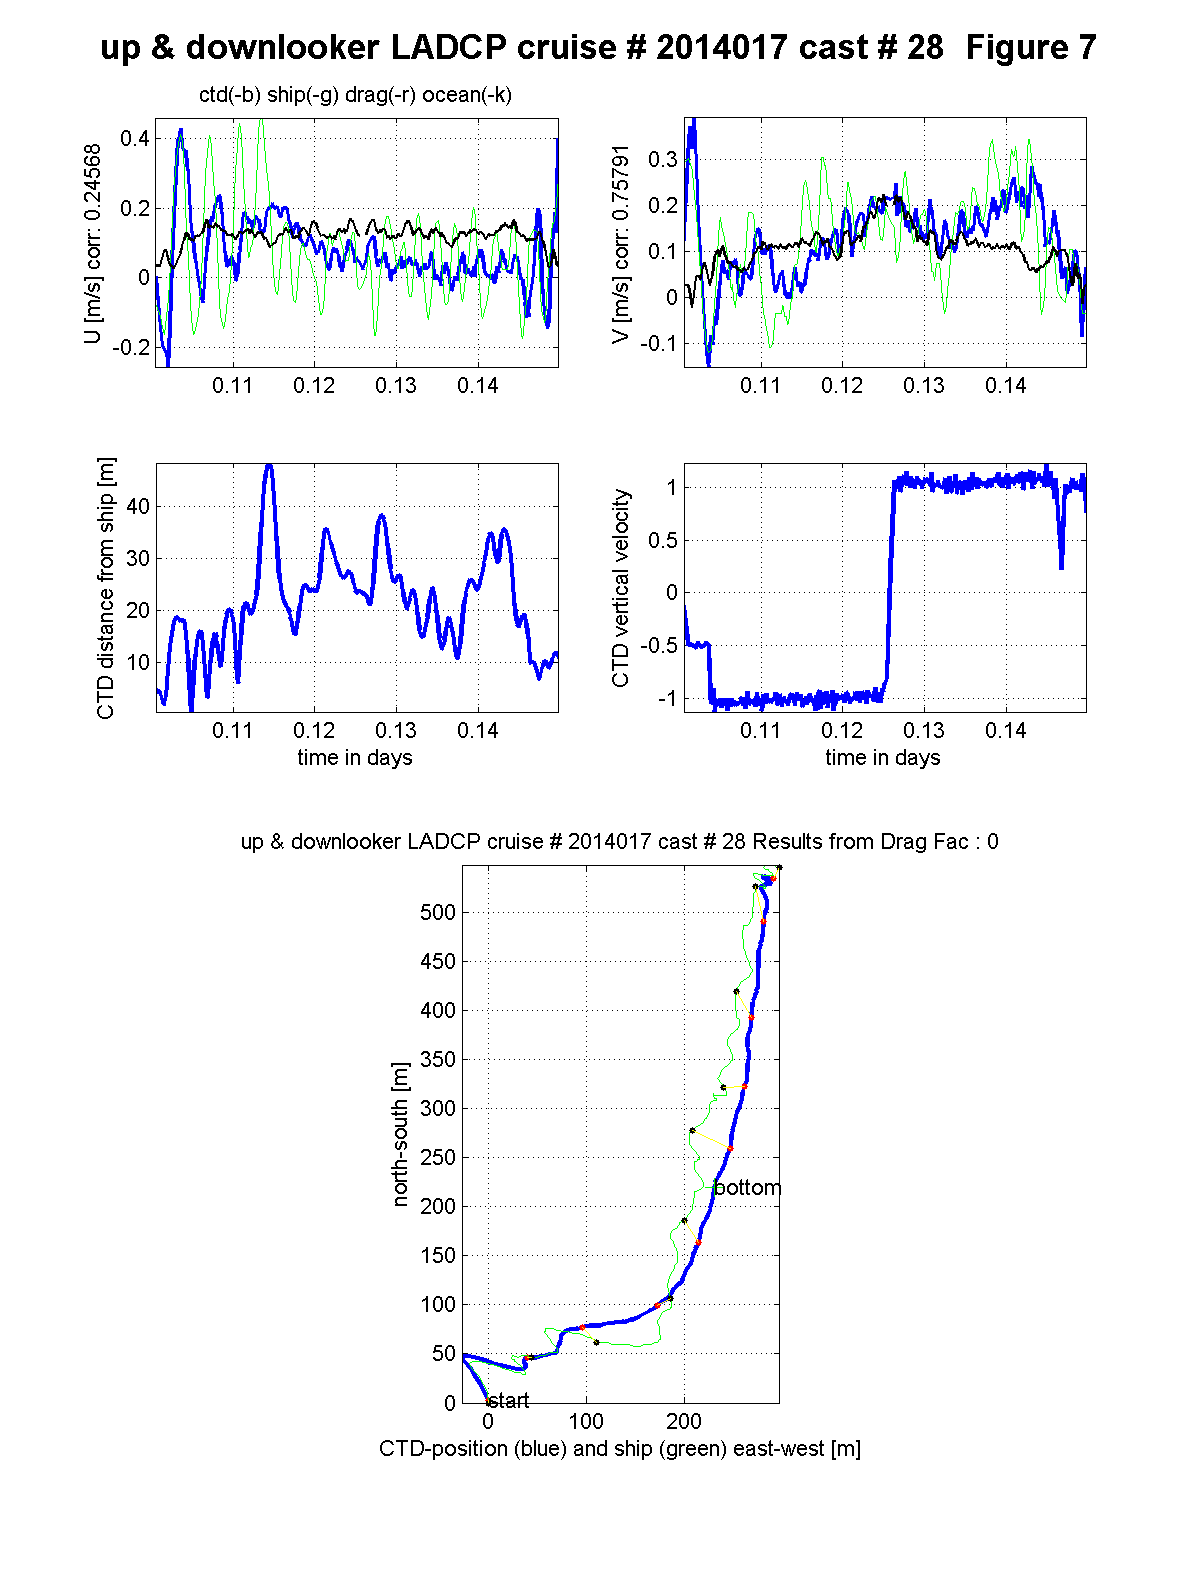 up & downlooker LADCP cruise # 2014017 cast # 28  Figure 7
ctd(-b) ship(-g) drag(-r) ocean(-k)
U [m/s] corr: 0.24568
0.4
0.2
0
-0.2
0.11 0.12 0.13 0.14
V [m/s] corr: 0.75791
0.3
0.2
0.1
0
-0.1
0.11 0.12 0.13 0.14
CTD distance from ship [m]
40
30
20
10
0.11 0.12 0.13 0.14
time in days
CTD vertical velocity
1
0.5
0
-0.5
-1
0.11 0.12 0.13 0.14
time in days
up & downlooker LADCP cruise # 2014017 cast # 28 Results from Drag Fac : 0
north-south [m]
500
450
400
350
300
250
200
150
100
50
0
bottom
start
0 100 200
CTD-position (blue) and ship (green) east-west [m]